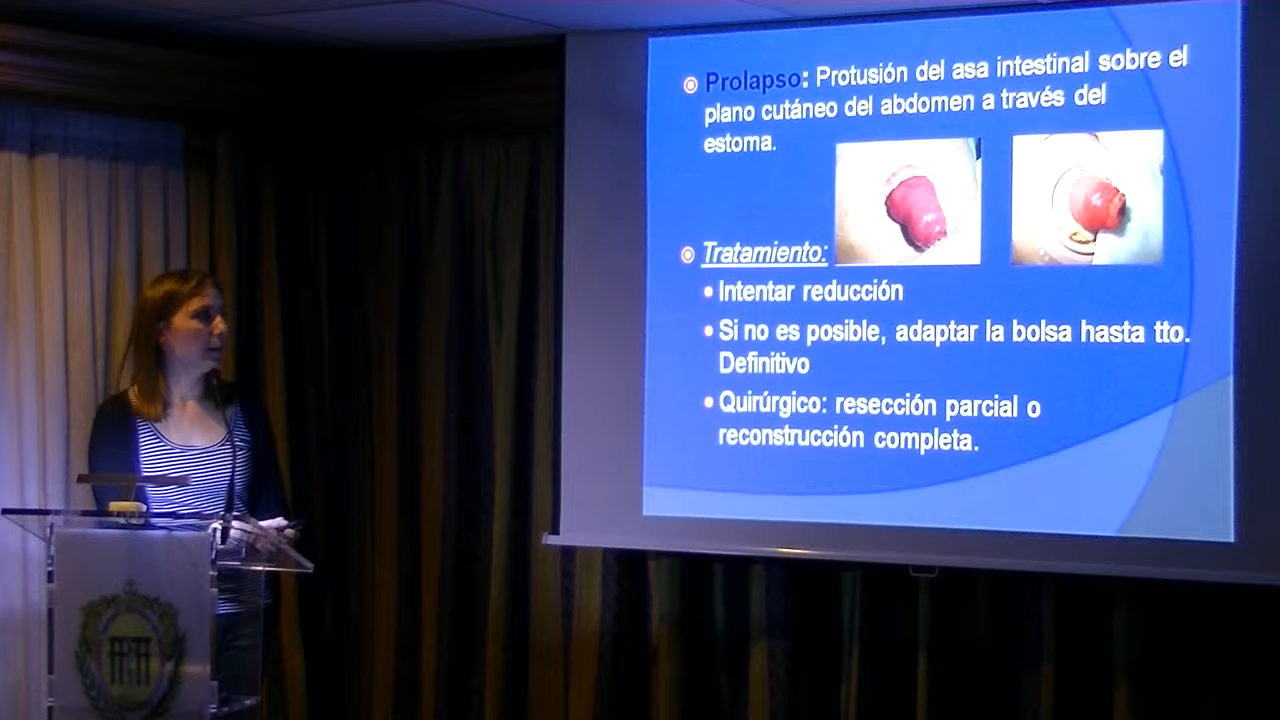 Prolapso: Protusión del asa intestinal sobre el
plano cutáneo del abdomen a través del
estoma.
Tratamiento:
Intentar reducción
Si no es posible, adaptar la bolsa hasta tto.
Definitivo
Quirúrgico: resección parcial o
reconstrucción completa.